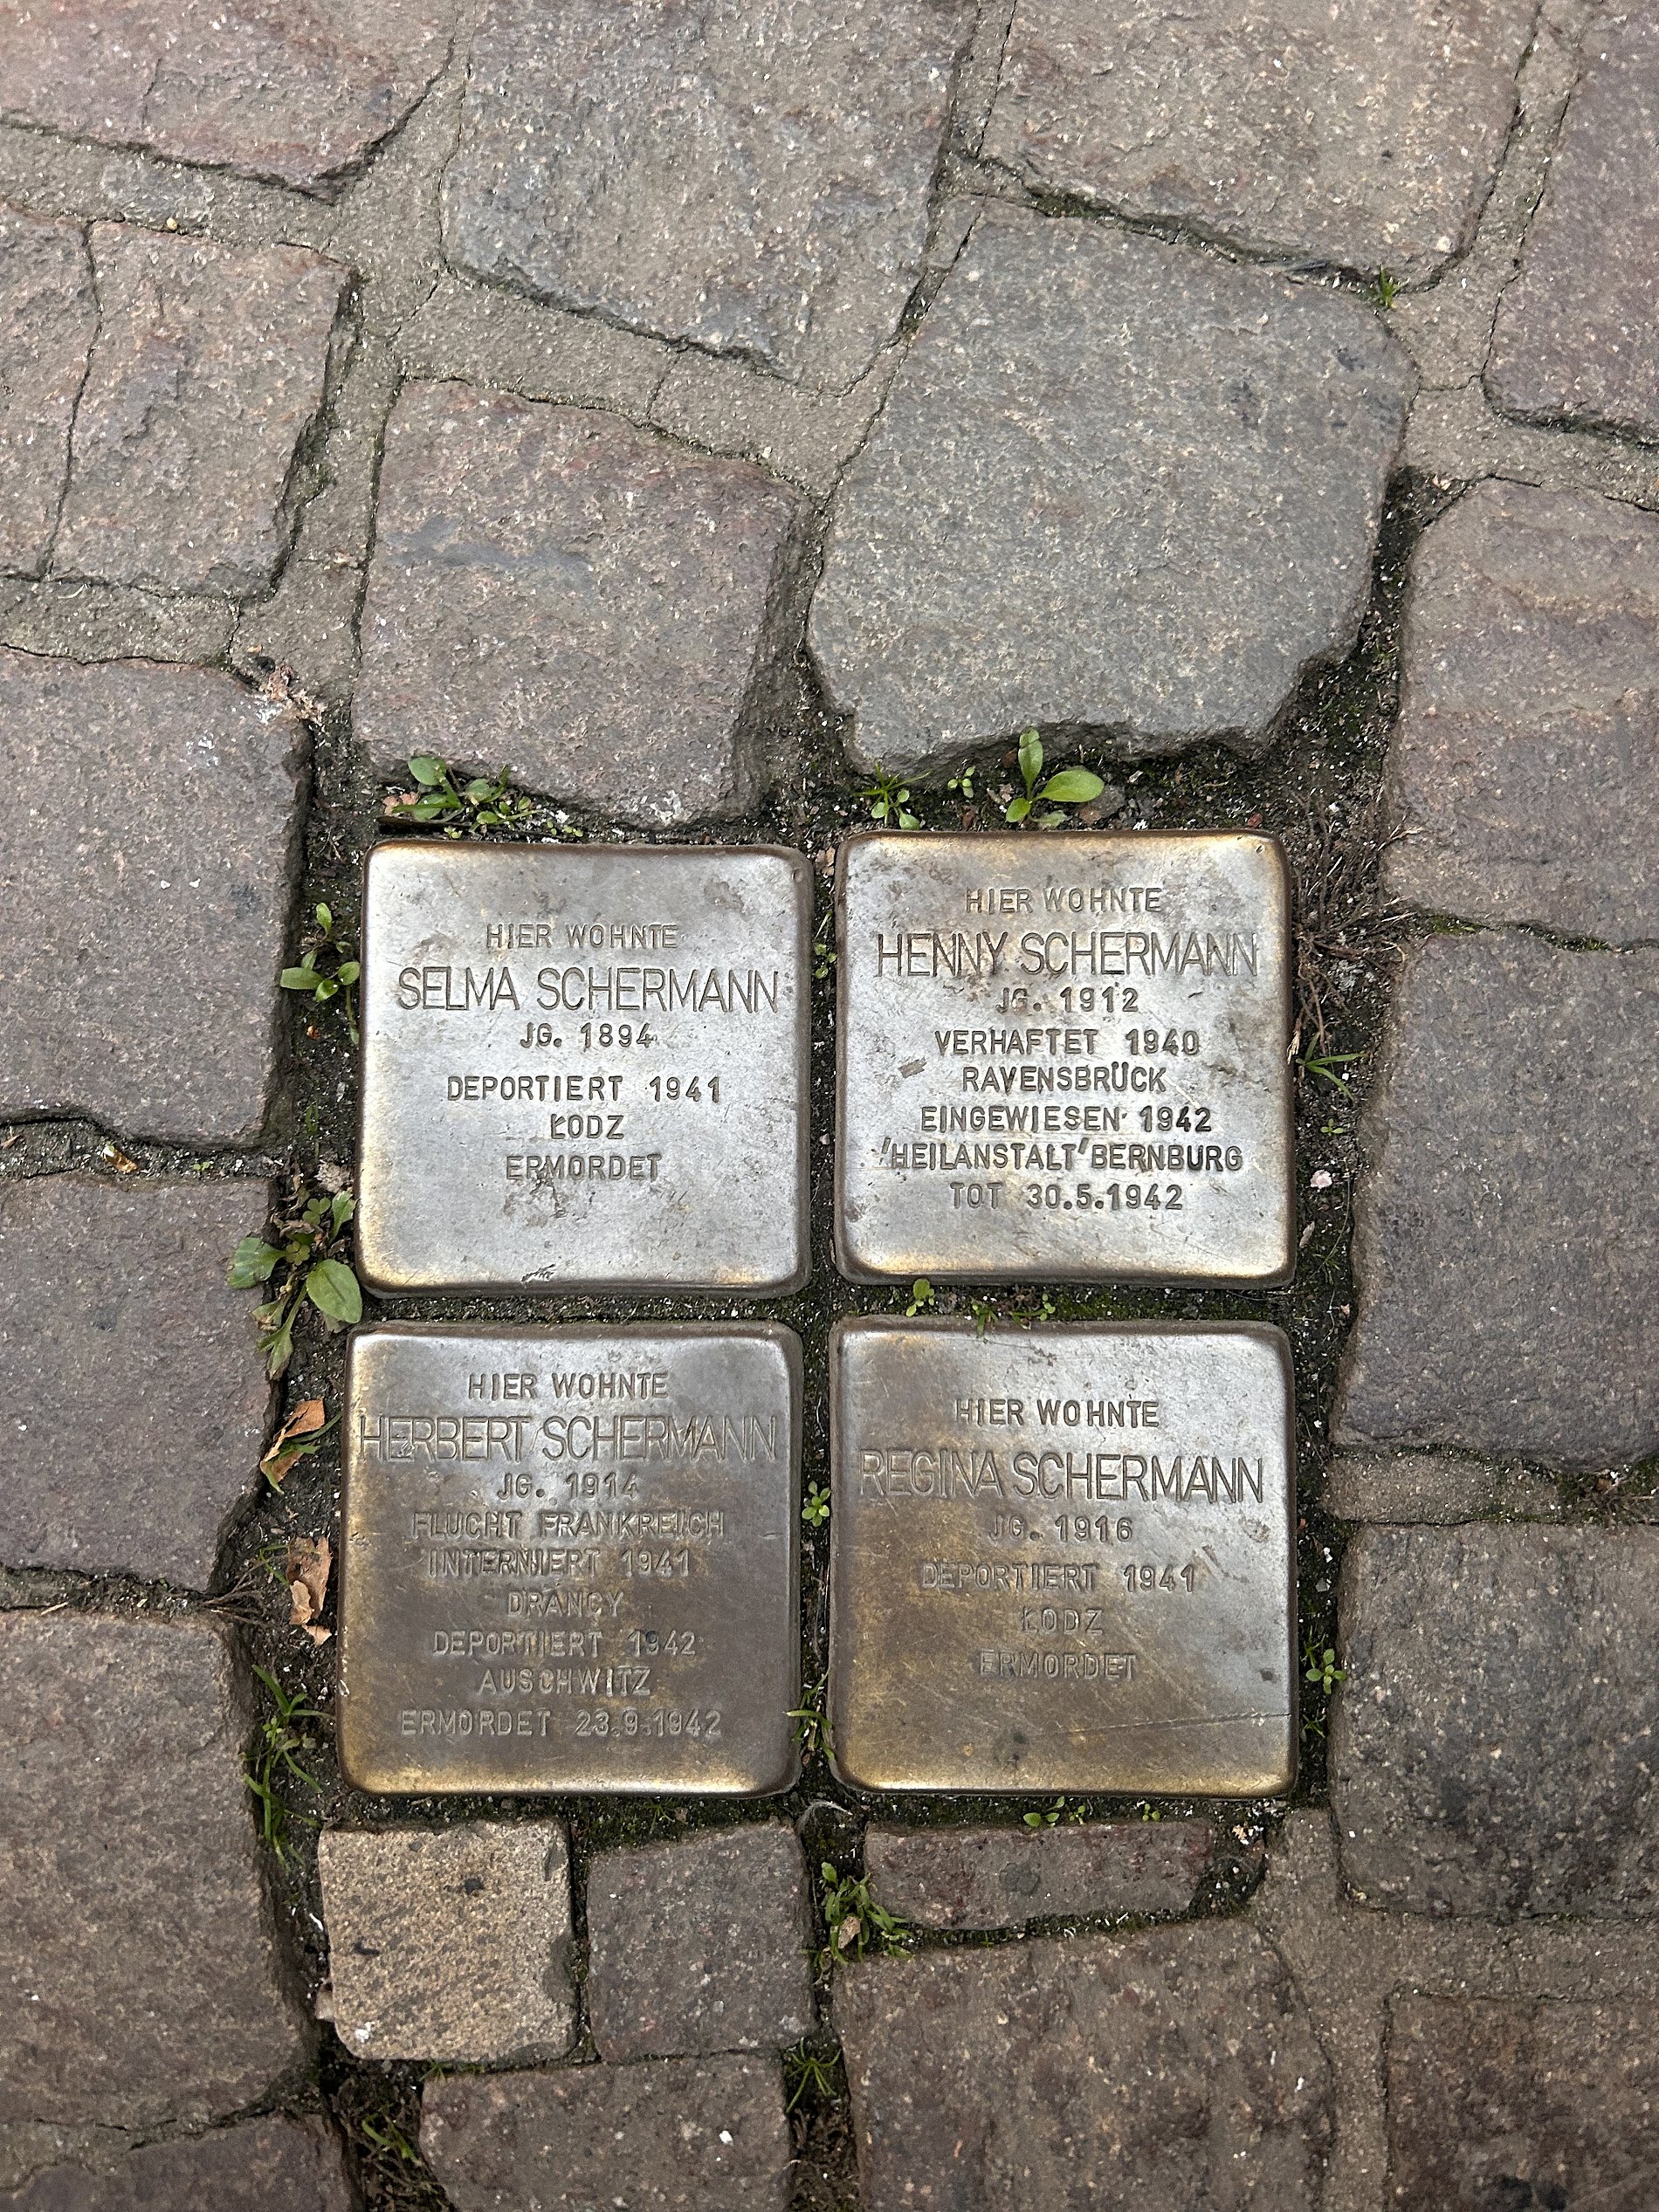 HIER WOHNTE
SELMA SCHERMANN
JG. 1894
DEPORTIERT 1941
ŁODZ
ERMORDET
HIER WOHNTE
HENNY SCHERMANN
JG. 1912
VERHAFTET 1940
RAVENSBRÜCK
EINGEWIESEN 1942
'HEILANSTALT' BERNBURG
TOT 30.5.1942
HIER WOHNTE
HERBERT SCHERMANN
JG. 1914
FLUCHT FRANKREICH
INTERNIERT 1941
DRANCY
DEPORTIERT 1942
AUSCHWITZ
ERMORDET 23.9.1942
HIER WOHNTE
REGINA SCHERMANN
JG. 1916
DEPORTIERT 1941
ŁODZ
ERMORDET